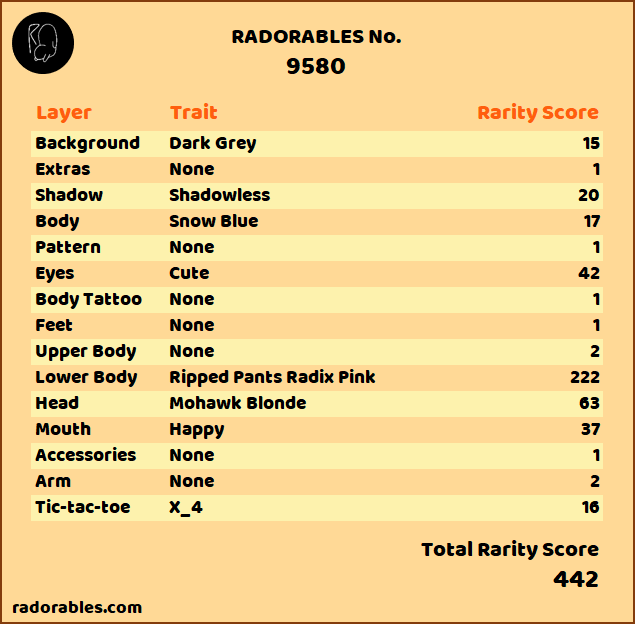 RADORABLES No.
9580
Layer Trait Rarity Score
Background Dark Grey 15
Extras None 1
Shadow Shadowless 20
Body Snow Blue 17
Pattern None 1
Eyes Cute 42
Body Tattoo None 1
Feet None 1
Upper Body None 2
Lower Body Ripped Pants Radix Pink 222
Head Mohawk Blonde 63
Mouth Happy 37
Accessories None 1
Arm None 2
Tic-tac-toe X_4 16
Total Rarity Score
442
radorables.com